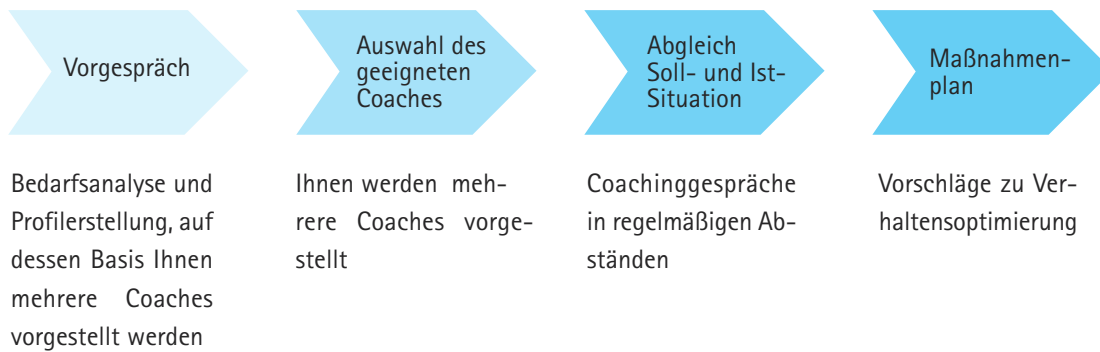 Vorgespräch
Auswahl des
geeigneten
Coaches
Abgleich
Soll- und Ist-
Situation
Maßnahmen-
plan
Bedarfsanalyse und
Profilerstellung, auf
dessen Basis Ihnen
mehrere Coaches
vorgestellt werden
Ihnen werden meh-
rere Coaches vorge-
stellt
Coachinggespräche
in regelmäßigen Ab-
ständen
Vorschläge zu Ver-
haltensoptimierung